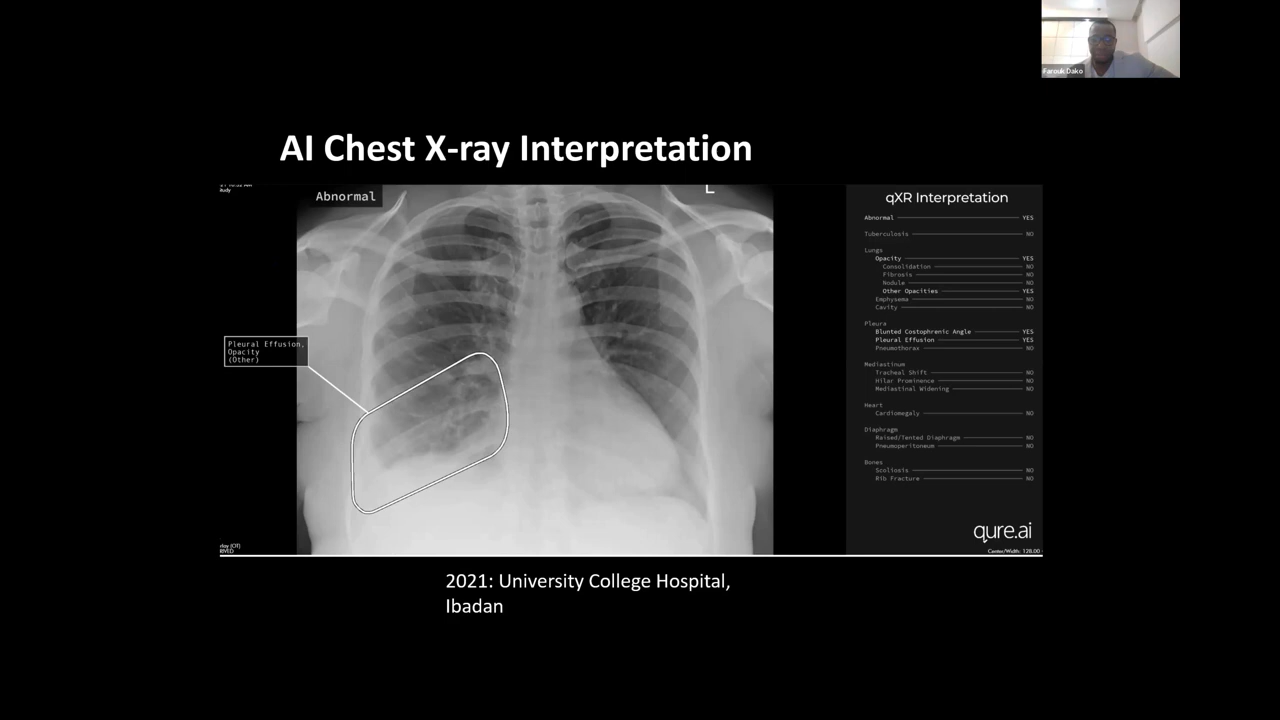 Farouk Dako
AI Chest X-ray Interpretation
Abnormal
L
Pleural Effusion,
Opacity
(Other)
qXR Interpretation
Abnormal YES
Tuberculosis NO
Lungs
Opacity YES
Consolidation NO
Fibrosis NO
Nodule NO
Other Opacities YES
Emphysema NO
Cavity NO
Pleura
Blunted Costophrenic Angle YES
Pleural Effusion YES
Pneumothorax NO
Mediastinum
Tracheal Shift NO
Hilar Prominence NO
Mediastinal Widening NO
Heart
Cardiomegaly NO
Diaphragm
Raised/Tented Diaphragm NO
Pneumoperitoneum NO
Bones
Scoliosis NO
Rib Fracture NO
qure.ai
Center/Width: 128.00
2021: University College Hospital,
Ibadan